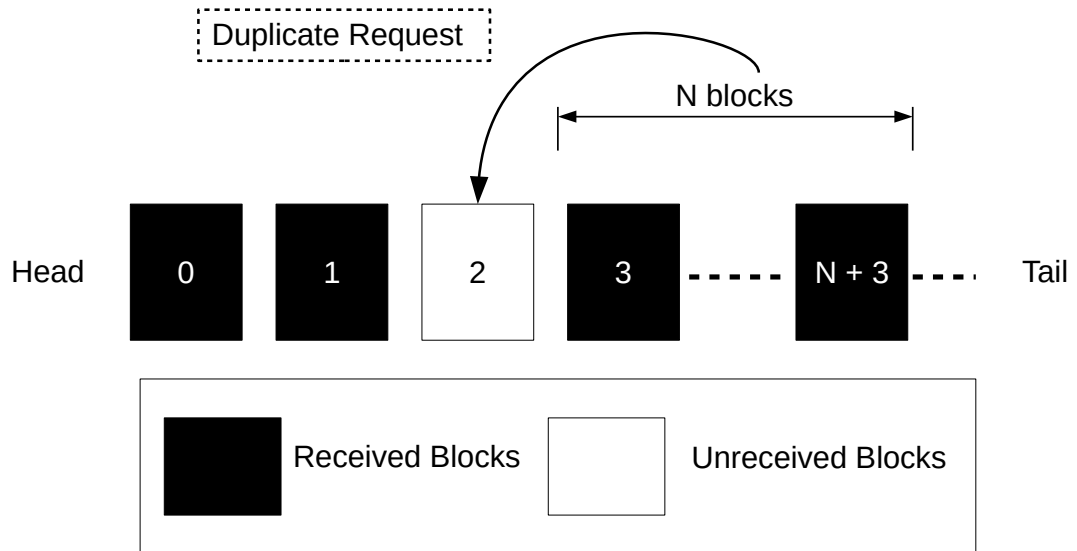 Duplicate Request
N blocks
Head
0
1
2
3
N + 3
Tail
Received Blocks
Unreceived Blocks